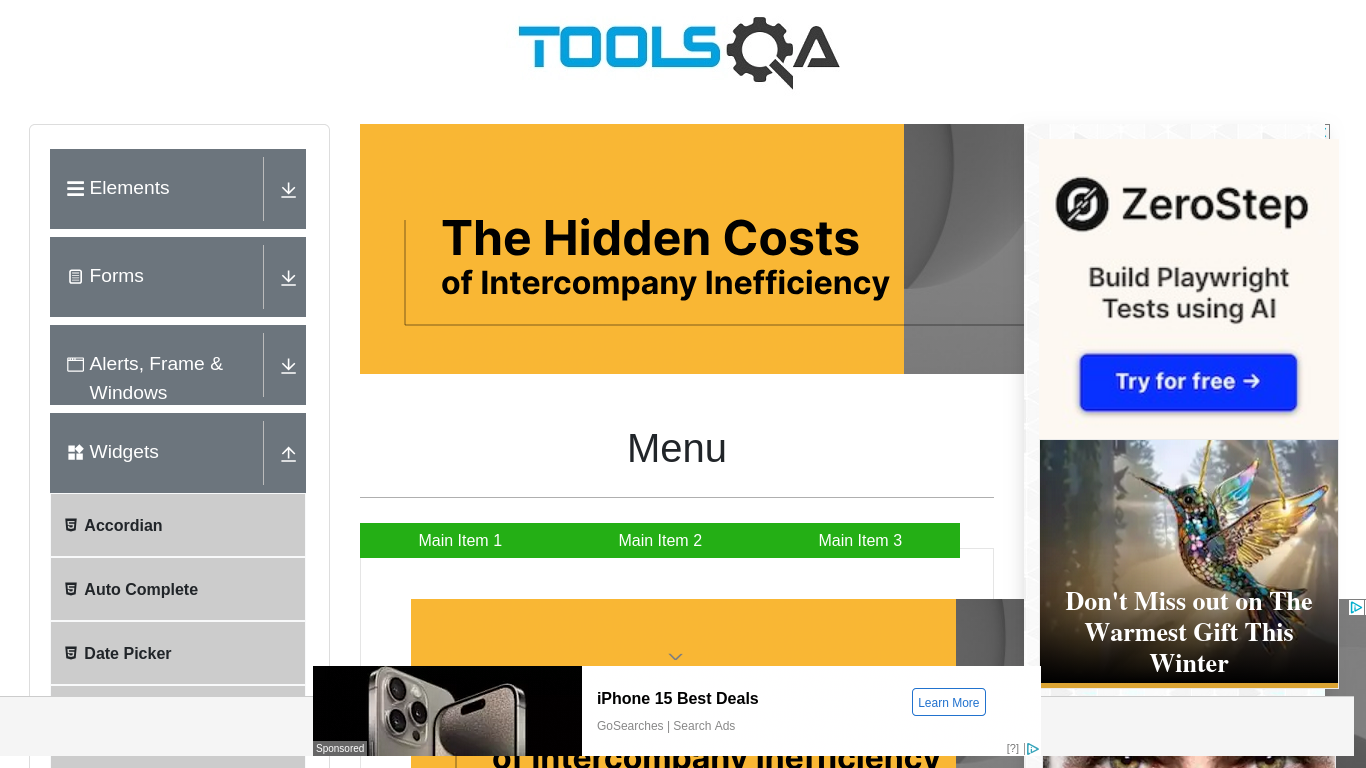 TOOLSQA
Elements
Forms
Alerts, Frame &
Windows
Widgets
Accordian
Auto Complete
Date Picker
The Hidden Costs
of Intercompany Inefficiency
Menu
Main Item 1
Main Item 2
Main Item 3
ZeroStep
Build Playwright
Tests using AI
Try for free →
Don't Miss out on The
Warmest Gift This
Winter
Sponsored
iPhone 15 Best Deals
GoSearches | Search Ads
Learn More
[?]
of Intercompany Inefficiency